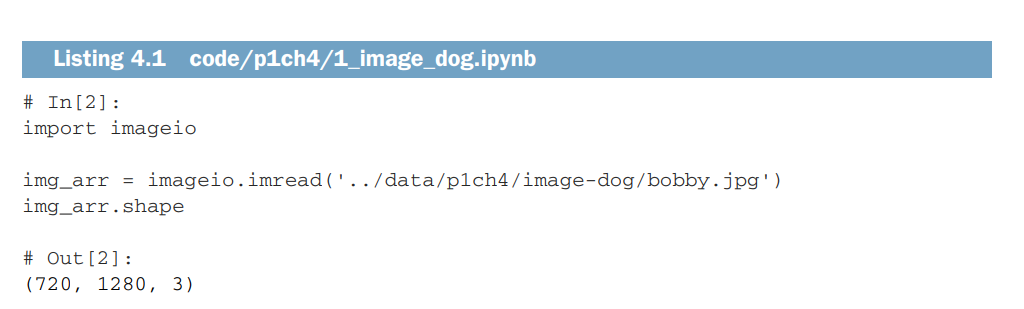 Listing 4.1 code/p1ch4/1_image_dog.ipynb
# In[2]:
import imageio
img_arr = imageio.imread('../data/p1ch4/image-dog/bobby.jpg')
img_arr.shape
# Out[2]:
(720, 1280, 3)